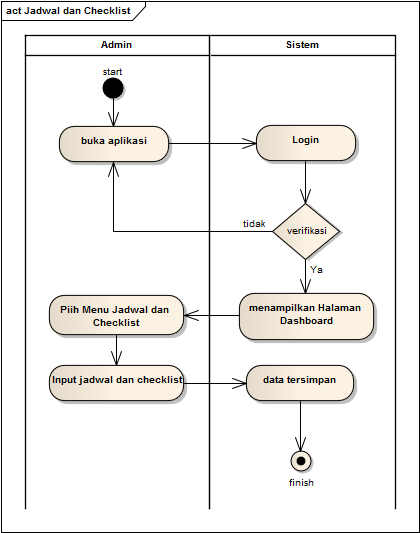 act Jadwal dan Checklist
Admin
Sistem
start
buka aplikasi
Login
tidak
verifikasi
Ya
Piih Menu Jadwal dan
Checklist
menampilkan Halaman
Dashboard
Input jadwal dan checklist
data tersimpan
finish